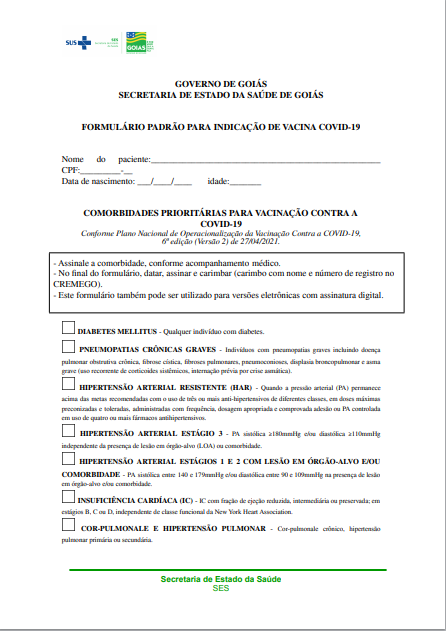 SUS
SES
GOIÁS
GOVERNO DE GOIÁS
SECRETARIA DE ESTADO DA SAÚDE DE GOIÁS
FORMULÁRIO PADRÃO PARA INDICAÇÃO DE VACINA COVID-19
Nome do paciente:___________________________________________________
CPF:_________-__
Data de nascimento: ___/____/____ idade:_______
COMORBIDADES PRIORITÁRIAS PARA VACINAÇÃO CONTRA A
COVID-19
Conforme Plano Nacional de Operacionalização da Vacinação Contra a COVID-19,
6ª edição (Versão 2) de 27/04/2021.
- Assinale a comorbidade, conforme acompanhamento médico.
- No final do formulário, datar, assinar e carimbar (carimbo com nome e número de registro no
CREMEGO).
- Este formulário também pode ser utilizado para versões eletrônicas com assinatura digital.
DIABETES MELLITUS - Qualquer indivíduo com diabetes.
PNEUMOPATIAS CRÔNICAS GRAVES - Indivíduos com pneumopatias graves incluindo doença
pulmonar obstrutiva crônica, fibrose cística, fibroses pulmonares, pneumoconioses, displasia broncopulmonar e asma
grave (uso recorrente de corticoides sistêmicos, internação prévia por crise asmática).
HIPERTENSÃO ARTERIAL RESISTENTE (HAR) - Quando a pressão arterial (PA) permanece
acima das metas recomendadas com o uso de três ou mais anti-hipertensivos de diferentes classes, em doses máximas
preconizadas e toleradas, administradas com frequência, dosagem apropriada e comprovada adesão ou PA controlada
em uso de quatro ou mais fármacos antihipertensivos.
HIPERTENSÃO ARTERIAL ESTÁGIO 3 - PA sistólica ≥180mmHg e/ou diastólica ≥110mmHg
independente da presença de lesão em órgão-alvo (LOA) ou comorbidade.
HIPERTENSÃO ARTERIAL ESTÁGIOS 1 E 2 COM LESÃO EM ÓRGÃO-ALVO E/OU
COMORBIDADE - PA sistólica entre 140 e 179mmHg e/ou diastólica entre 90 e 109mmHg na presença de lesão
em órgão-alvo e/ou comorbidade.
INSUFICIÊNCIA CARDÍACA (IC) - IC com fração de ejeção reduzida, intermediária ou preservada; em
estágios B, C ou D, independente de classe funcional da New York Heart Association.
COR-PULMONALE E HIPERTENSÃO PULMONAR - Cor-pulmonale crônico, hipertensão
pulmonar primária ou secundária.
Secretaria de Estado da Saúde
SES